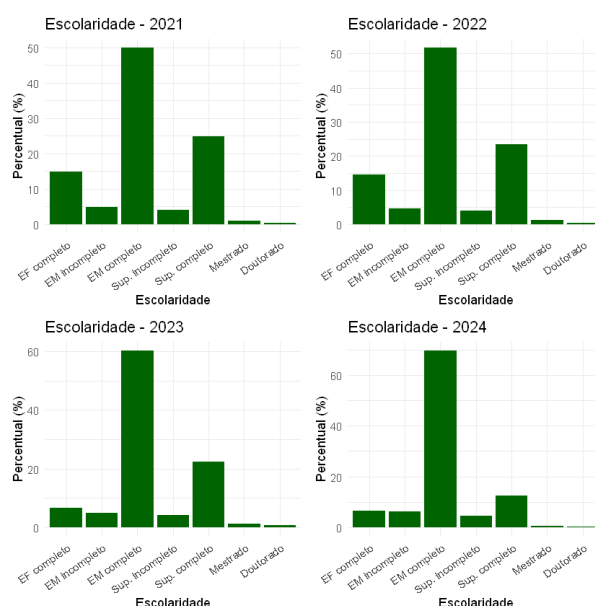 Escolaridade - 2021
Percentual (%)
50
40
30
20
10
0
EF completo
EM Incompleto
EM completo
Sup. Incompleto
Sup. completo
Mestrado
Doutorado
Escolaridade
Escolaridade - 2022
Percentual (%)
50
40
30
20
10
0
EF completo
EM Incompleto
EM completo
Sup. Incompleto
Sup. completo
Mestrado
Doutorado
Escolaridade
Escolaridade - 2023
Percentual (%)
60
40
20
0
EF completo
EM Incompleto
EM completo
Sup. Incompleto
Sup. completo
Mestrado
Doutorado
Escolaridade
Escolaridade - 2024
Percentual (%)
60
40
20
0
EF completo
EM Incompleto
EM completo
Sup. Incompleto
Sup. completo
Mestrado
Doutorado
Escolaridade